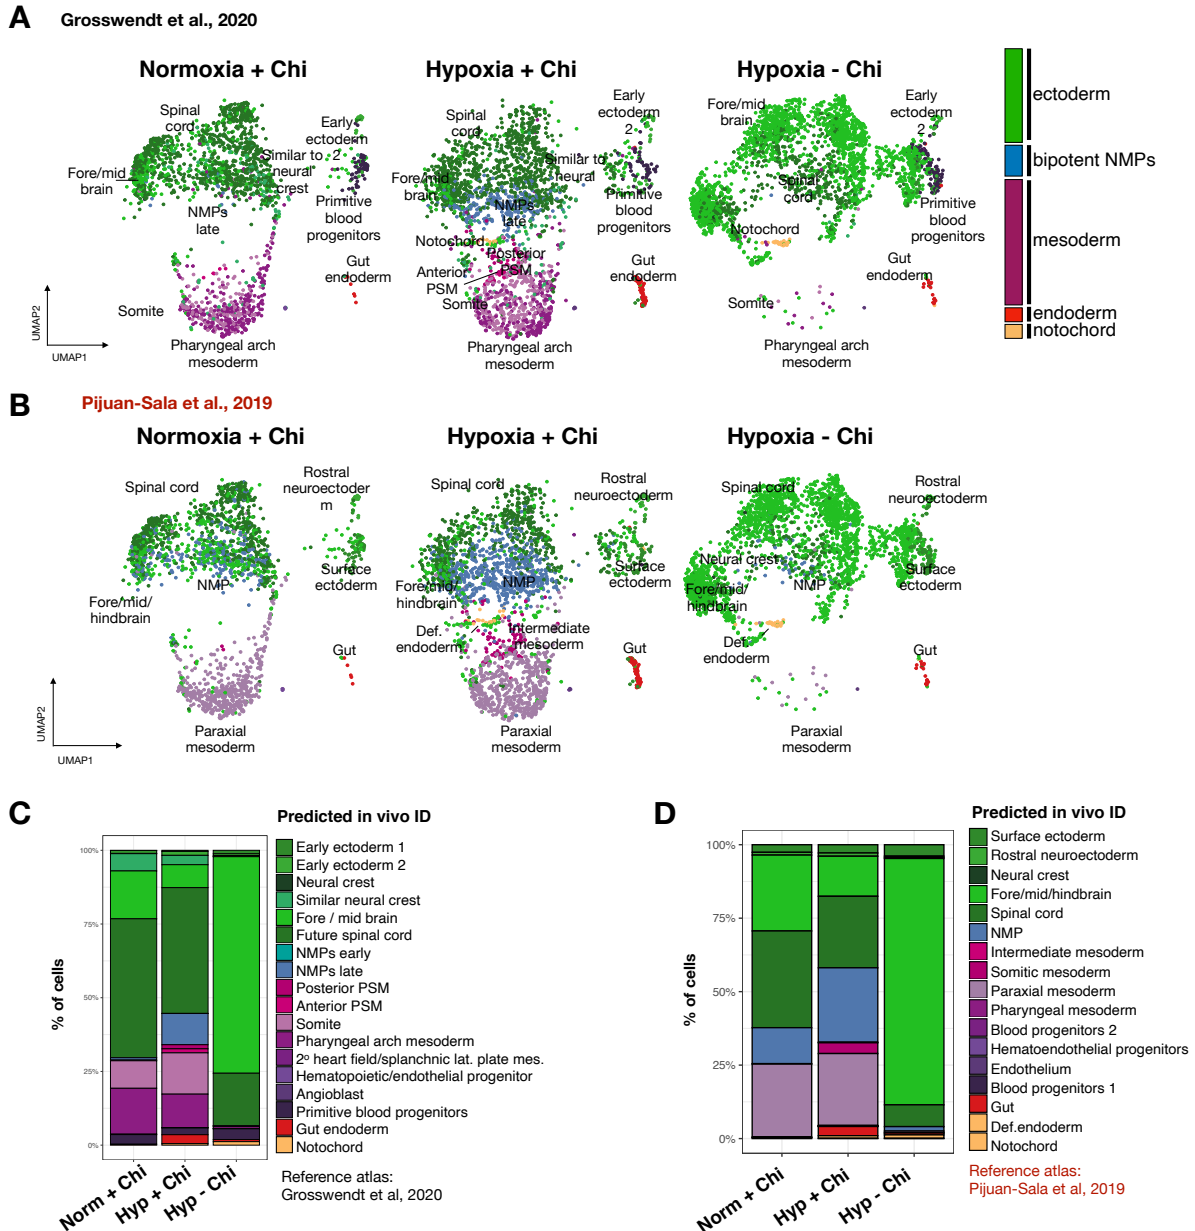 A
Grosswendt et al., 2020
Normoxia + Chi
Hypoxia + Chi
Hypoxia - Chi
Spinal
cord
Early
ectoderm
2
Similar to
neural
crest
Fore/mid
brain
NMPs
late
Primitive
blood
progenitors
Gut
endoderm
Somite
Pharyngeal arch
mesoderm
UMAP2
UMAP1
Spinal
cord
Early
ectoderm
2
Similar to
neural
Fore/mid
brain
NMPs
late
Primitive
blood
progenitors
Notochord
Posterior
PSM
Anterior
PSM
Somite
Gut
endoderm
Pharyngeal arch
mesoderm
Fore/mid
brain
Early
ectoderm
2
Spinal
cord
Primitive
blood
progenitors
Notochord
Gut
endoderm
Somite
Pharyngeal arch
mesoderm
ectoderm
bipotent NMPs
mesoderm
endoderm
notochord
B
Pijuan-Sala et al., 2019
Normoxia + Chi
Hypoxia + Chi
Hypoxia - Chi
Spinal cord
Rostral
neuroectoder
m
NMP
Surface
ectoderm
Fore/mid/
hindbrain
Gut
Paraxial
mesoderm
UMAP2
UMAP1
Spinal cord
Rostral
neuroectoderm
Fore/mid/
hindbrain
NMP
Surface
ectoderm
Def.
endoderm
Intermediate
mesoderm
Gut
Paraxial
mesoderm
Spinal cord
Rostral
neuroectoderm
Neural crest
NMP
Surface
ectoderm
Fore/mid/
hindbrain
Def.
endoderm
Gut
Paraxial
mesoderm
C
Predicted in vivo ID
% of cells
100%
75%
50%
25%
0%
Norm + Chi
Hyp + Chi
Hyp - Chi
Early ectoderm 1
Early ectoderm 2
Neural crest
Similar neural crest
Fore / mid brain
Future spinal cord
NMPs early
NMPs late
Posterior PSM
Anterior PSM
Somite
Pharyngeal arch mesoderm
2º heart field/splanchnic lat. plate mes.
Hematopoietic/endothelial progenitor
Angioblast
Primitive blood progenitors
Gut endoderm
Notochord
Reference atlas:
Grosswendt et al, 2020
D
Predicted in vivo ID
% of cells
100%
75%
50%
25%
0%
Norm + Chi
Hyp + Chi
Hyp - Chi
Surface ectoderm
Rostral neuroectoderm
Neural crest
Fore/mid/hindbrain
Spinal cord
NMP
Intermediate mesoderm
Somitic mesoderm
Paraxial mesoderm
Pharyngeal mesoderm
Blood progenitors 2
Hematoendothelial progenitors
Endothelium
Blood progenitors 1
Gut
Def.endoderm
Notochord
Reference atlas:
Pijuan-Sala et al, 2019